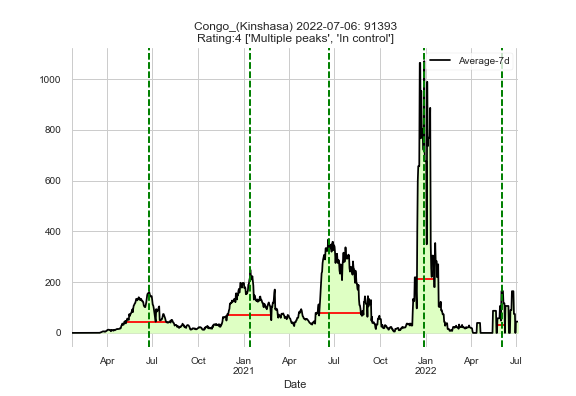 Congo_(Kinshasa) 2022-07-06: 91393
Rating:4 ['Multiple peaks', 'In control']
Average-7d
1000
800
600
400
200
0
Apr Jul Oct Jan Apr Jul Oct Jan Apr Jul
2021 2022
Date